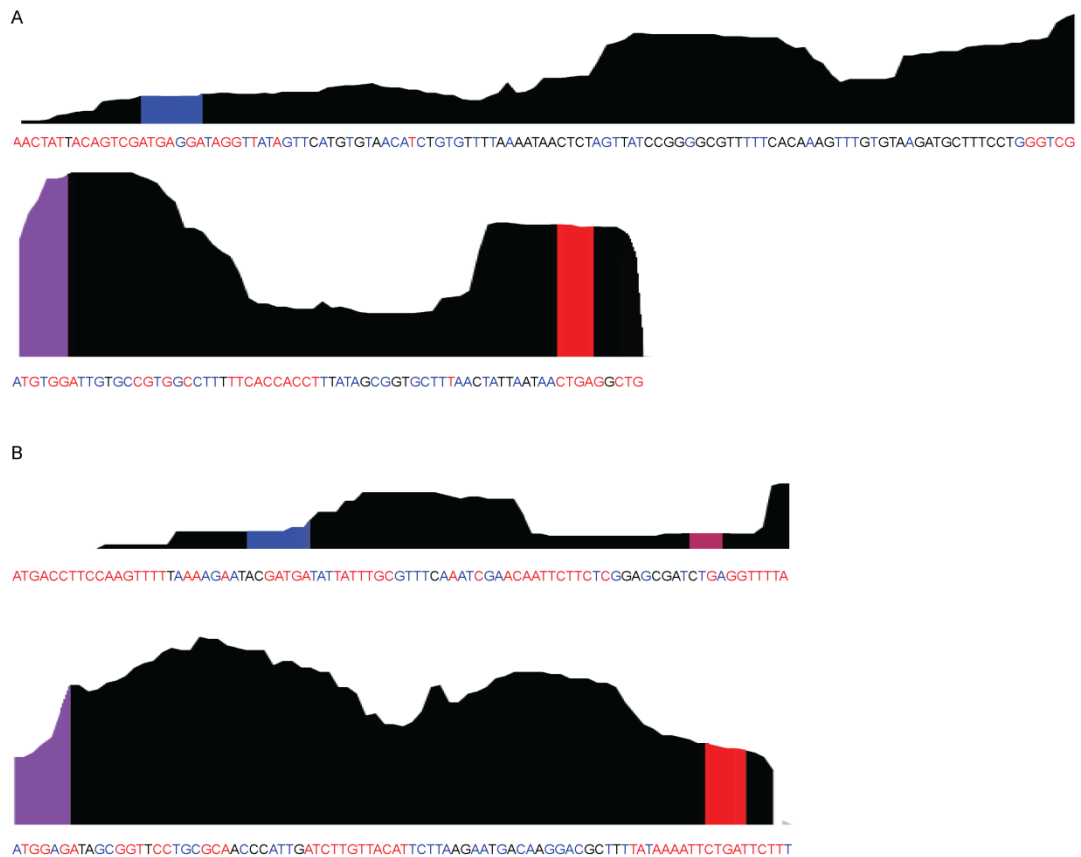 A
AACTATTACAGTCGATGAGGATAGGTTATAGTTCATGTGTAACATCTGTGTTTTAAAATAACTCTAGTTATCCGGGGCGTTTTTCACAAAGTTTGTGTAAGATGCTTTCCTGGGTCG
ATGTGGATTGTGCCGTGGCCTTTTTCACCACCTTTATAGCGGTGCTTTAACTATTAATAACTGAGGCTG
B
ATGACCTTCCAAGTTTTTAAAAGAATACGATGATATTATTTGCGTTTCAAATCGAACAATTCTTCTCGGAGCGATCTGAGGTTTTA
ATGGAGATAGCGGTTCCTGCGCAACCCATTGATCTTGTTACATTCTTAAGAATGACAAGGACGCTTTTATAAAATTCTGATTCTTT